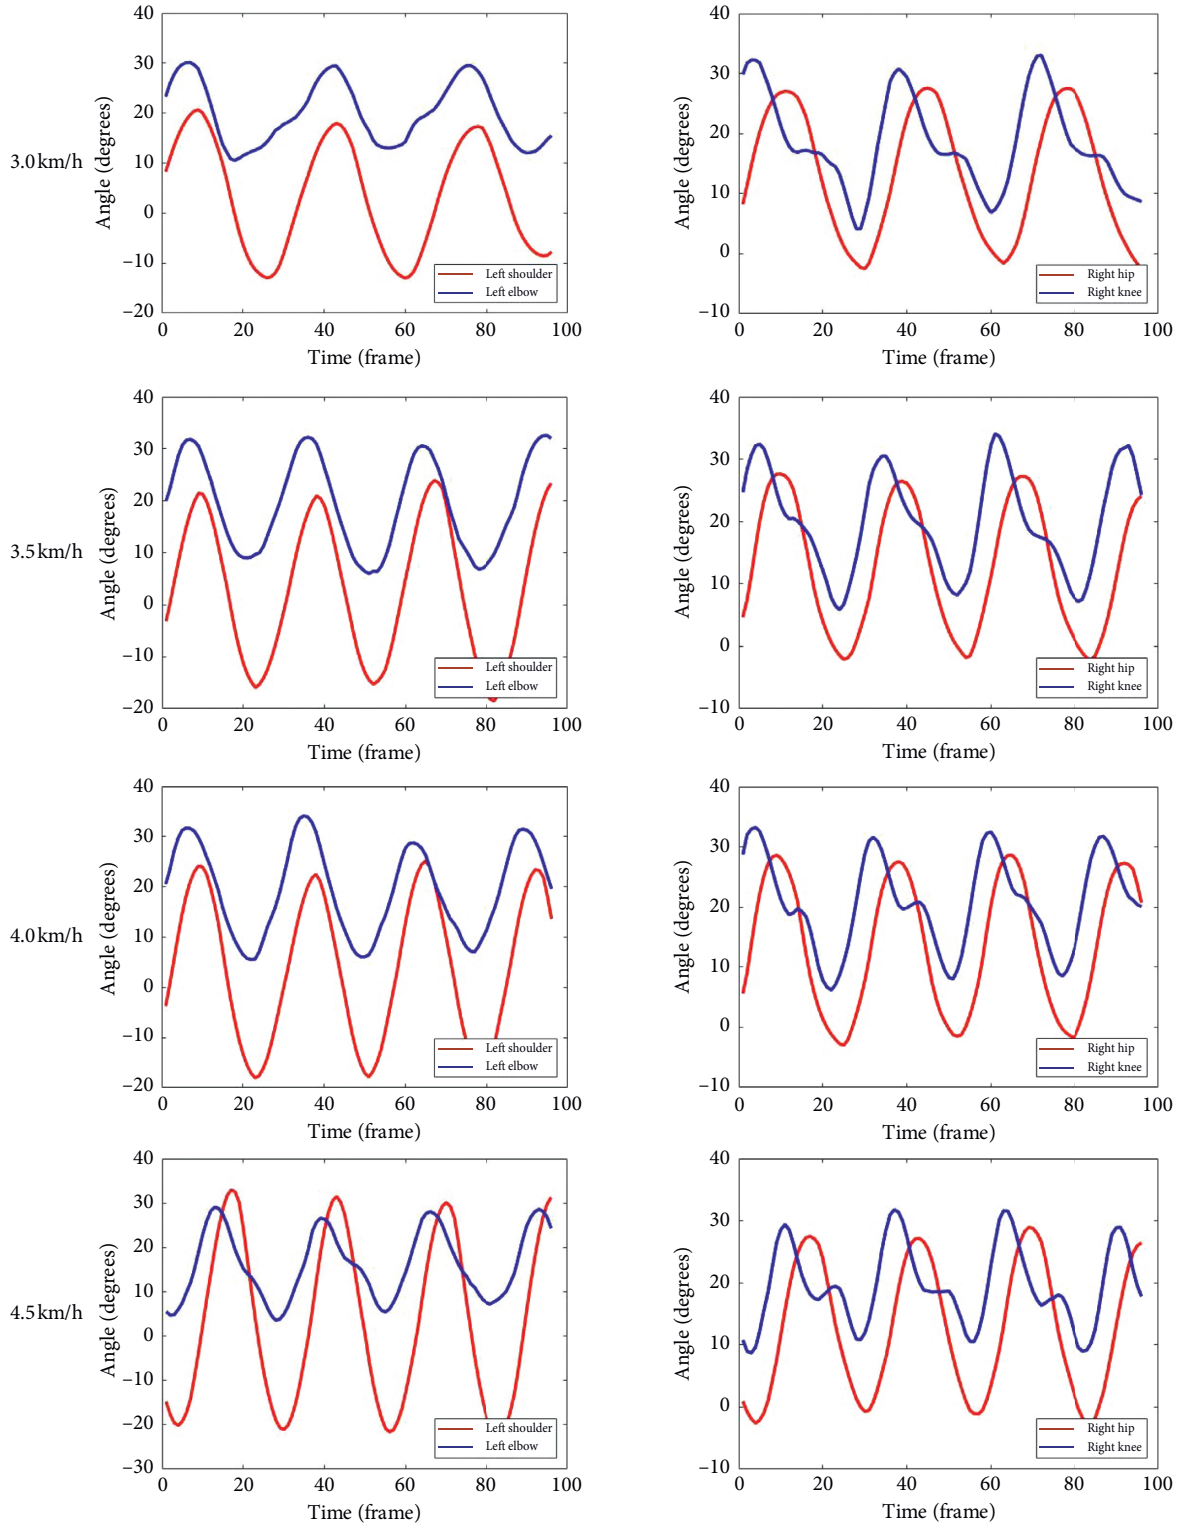 3.0 km/h
Angle (degrees)
40
30
20
10
0
–10
–20
0 20 40 60 80 100
Time (frame)
Left shoulder
Left elbow
Angle (degrees)
40
30
20
10
0
–10
0 20 40 60 80 100
Time (frame)
Right hip
Right knee
3.5 km/h
Angle (degrees)
40
30
20
10
0
–10
–20
0 20 40 60 80 100
Time (frame)
Left shoulder
Left elbow
Angle (degrees)
40
30
20
10
0
–10
0 20 40 60 80 100
Time (frame)
Right hip
Right knee
4.0 km/h
Angle (degrees)
40
30
20
10
0
–10
–20
0 20 40 60 80 100
Time (frame)
Left shoulder
Left elbow
Angle (degrees)
40
30
20
10
0
–10
0 20 40 60 80 100
Time (frame)
Right hip
Right knee
4.5 km/h
Angle (degrees)
40
30
20
10
0
–10
–20
–30
0 20 40 60 80 100
Time (frame)
Left shoulder
Left elbow
Angle (degrees)
40
30
20
10
0
–10
0 20 40 60 80 100
Time (frame)
Right hip
Right knee